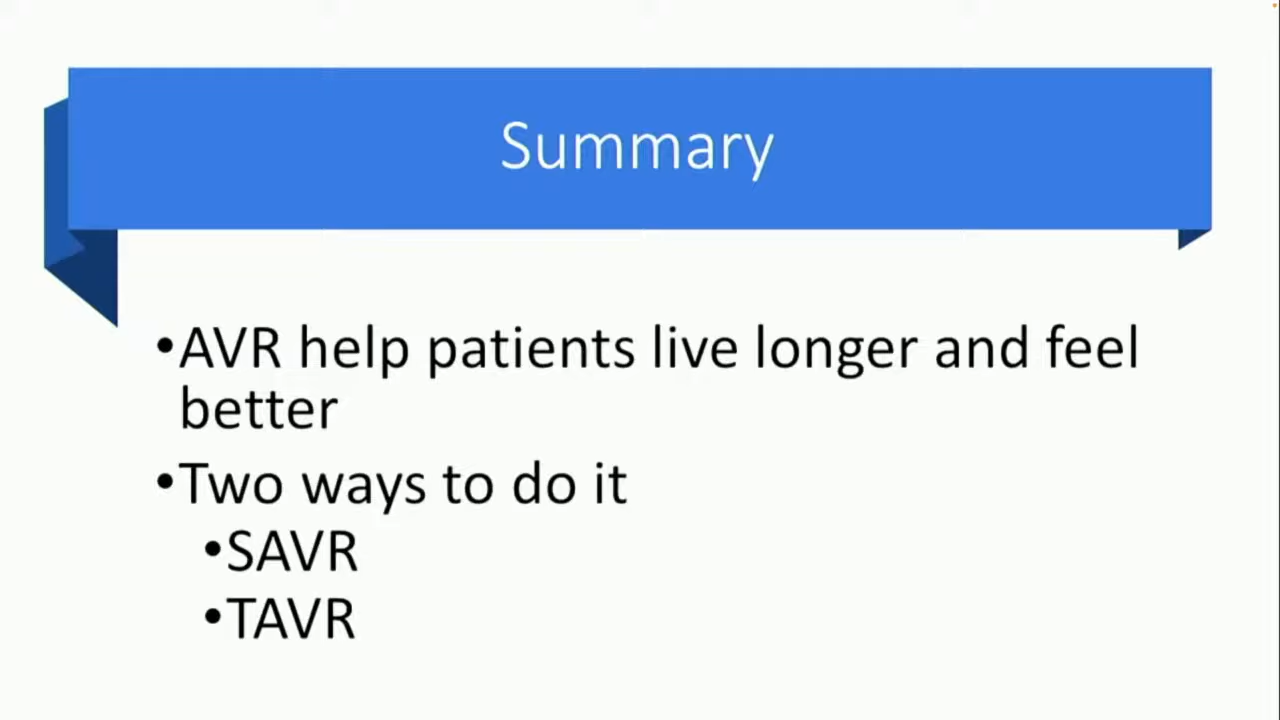 Summary
•AVR help patients live longer and feel
better
•Two ways to do it
•SAVR
•TAVR